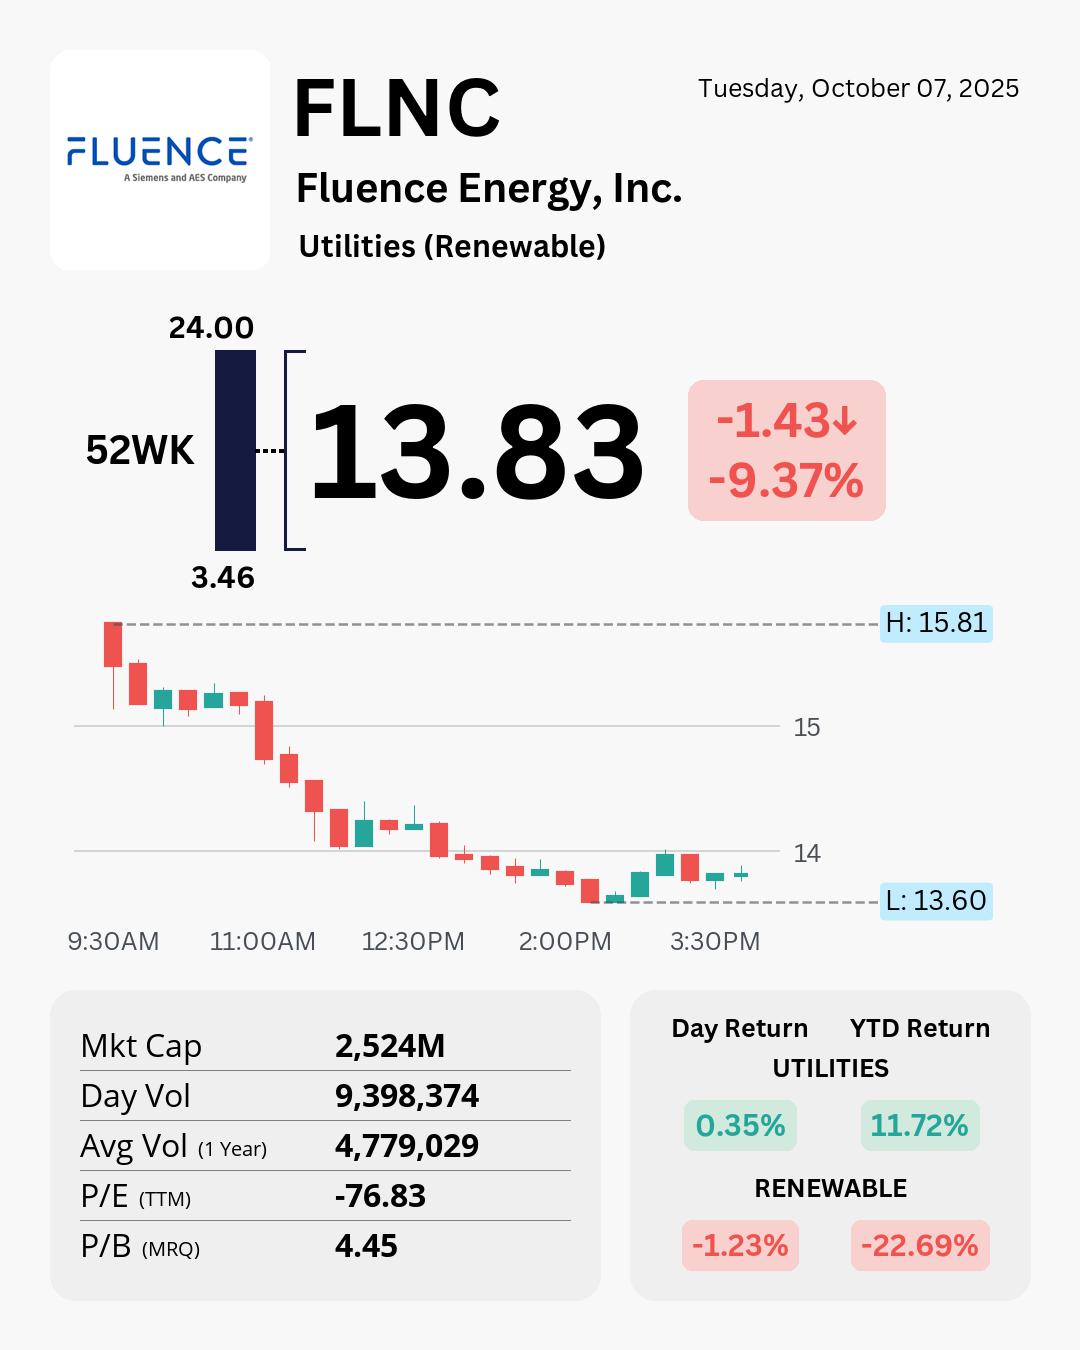 FLUENCE®
A Siemens and AES Company
FLNC
Tuesday, October 07, 2025
Fluence Energy, Inc.
Utilities (Renewable)
24.00
52WK
3.46
13.83
-1.43↓
-9.37%
H: 15.81
15
14
L: 13.60
9:30AM 11:00AM 12:30PM 2:00PM 3:30PM
Mkt Cap 2,524M
Day Vol 9,398,374
Avg Vol (1 Year) 4,779,029
P/E (TTM) -76.83
P/B (MRQ) 4.45
Day Return YTD Return
UTILITIES
0.35% 11.72%
RENEWABLE
-1.23% -22.69%